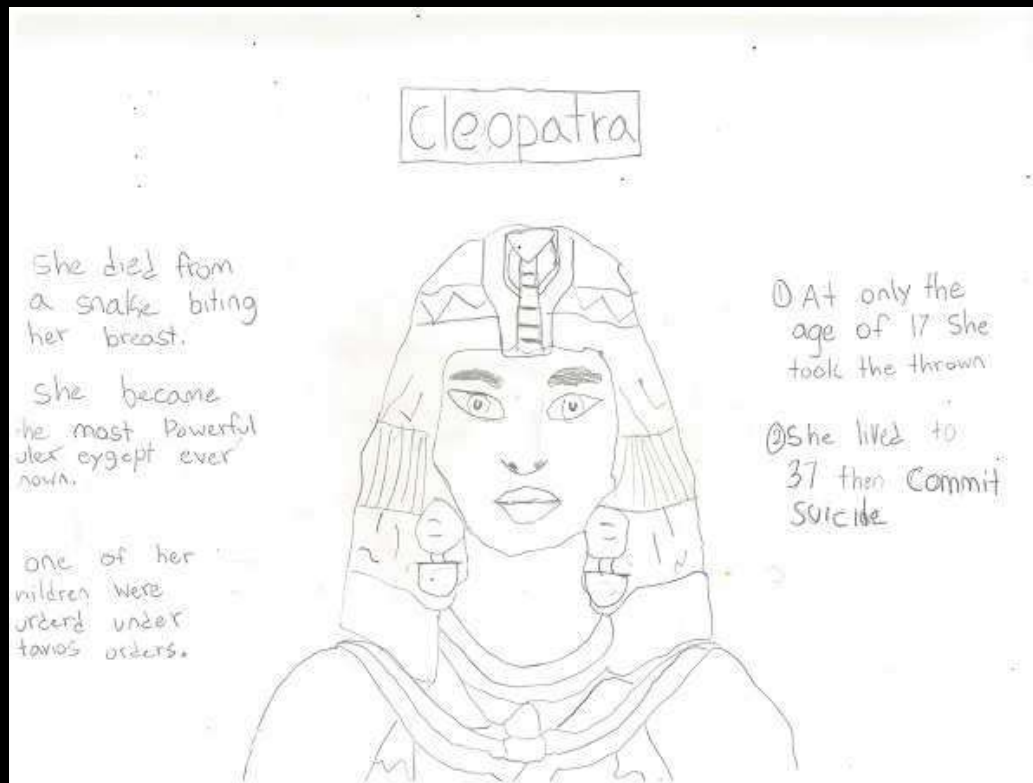 Cleopatra
She died from
a snake biting
her breast.
She became
he most Powerful
uler eygept ever
nown.
one of her
hildren were
urderd under
tavios orders.
① At only the
age of 17 She
took the thrown
② She lived to
37 then Commit
Suicide